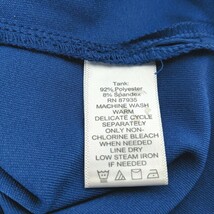 Tank:
92% Polyester
8% Spandex
RN 87935
MACHINE WASH
WARM
DELICATE CYCLE
SEPARATELY
ONLY NON-
CHLORINE BLEACH
WHEN NEEDED
LINE DRY
LOW STEAM IRON
IF NEEDED